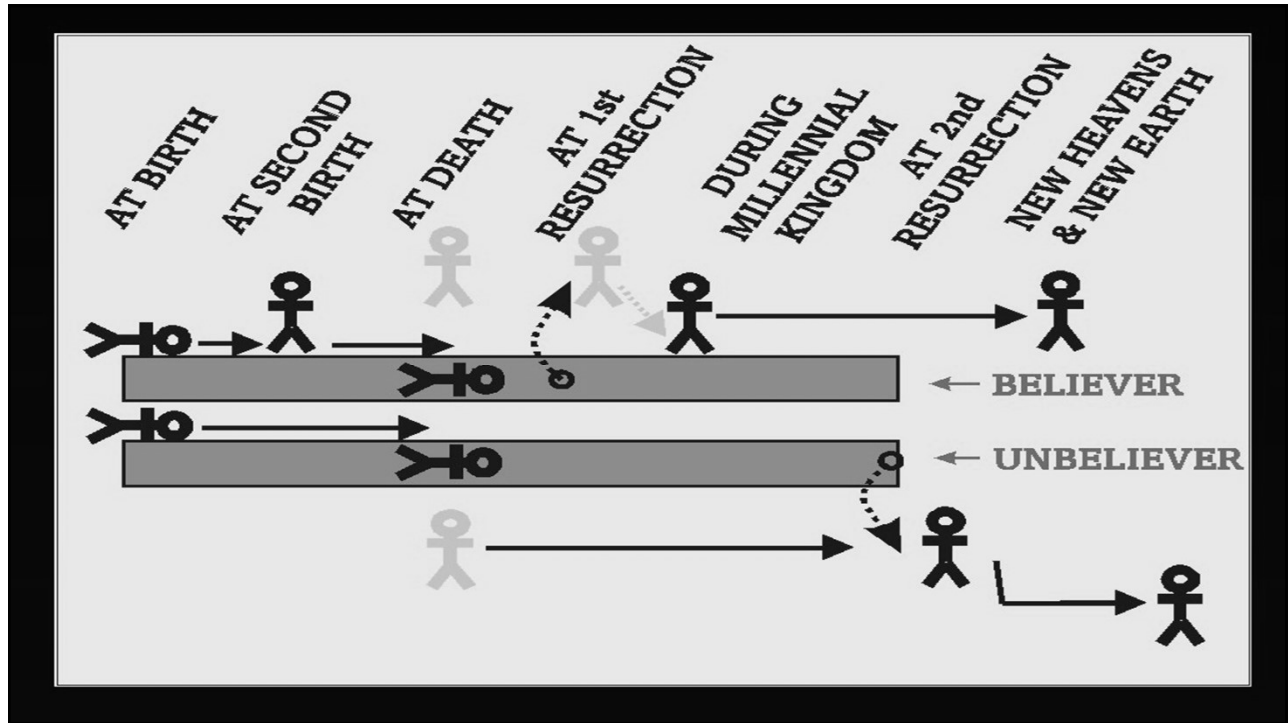 AT BIRTH
AT SECOND
BIRTH
AT DEATH
AT 1st
RESURRECTION
DURING
MILLENNIAL
KINGDOM
AT 2nd
RESURRECTION
NEW HEAVENS
& NEW EARTH
BELIEVER
UNBELIEVER